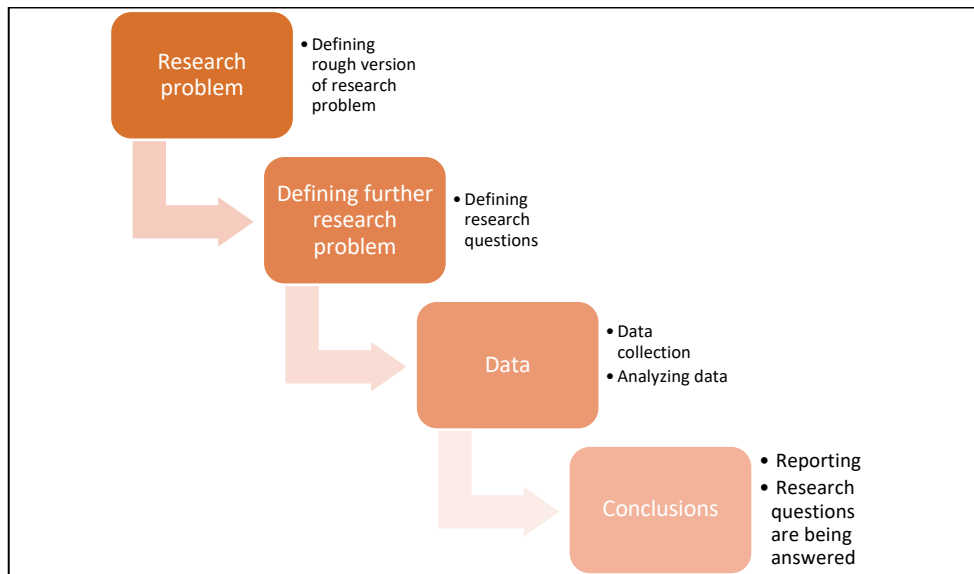 Research
problem
• Defining
rough version
of research
problem
Defining further
research
problem
• Defining
research
questions
Data
• Data
collection
• Analyzing data
Conclusions
• Reporting
• Research
questions
are being
answered